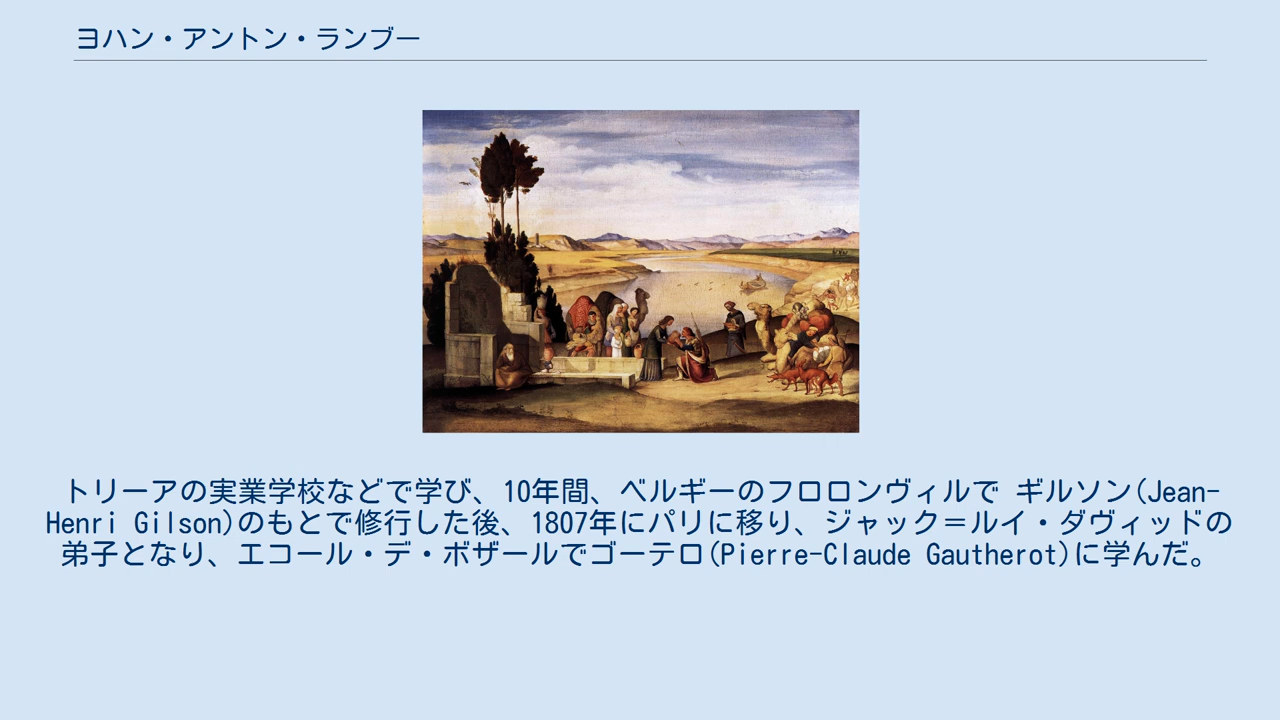 ヨハン・アントン・ランブー
トリーアの実業学校などで学び、10年間、ベルギーのフロロンヴィルで ギルソン(Jean-
Henri Gilson)のもとで修行した後、1807年にパリに移り、ジャック＝ルイ・ダヴィッドの
弟子となり、エコール・デ・ボザールでゴーテロ(Pierre-Claude Gautherot)に学んだ。